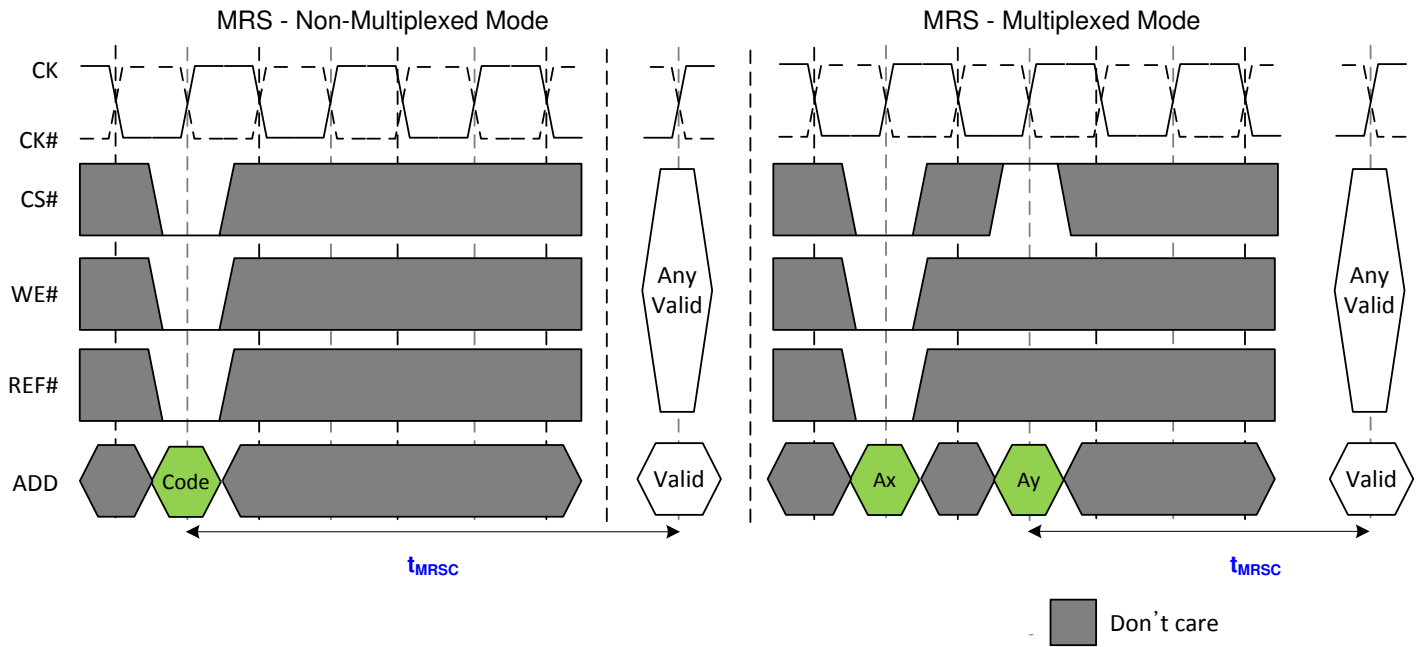 MRS - Non-Multiplexed Mode
MRS - Multiplexed Mode
CK
CK#
CS#
WE#
Any
Valid
Any
Valid
REF#
ADD
Code
Valid
Ax
Ay
Valid
tMRSC
tMRSC
Don't care